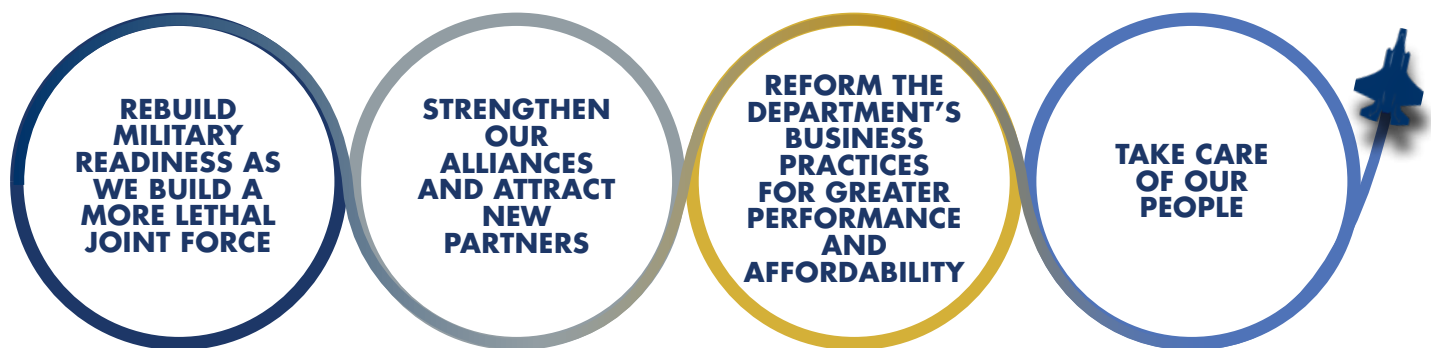 REBUILD
MILITARY
READINESS AS
WE BUILD A
MORE LETHAL
JOINT FORCE
STRENGTHEN
OUR
ALLIANCES
AND ATTRACT
NEW
PARTNERS
REFORM THE
DEPARTMENT'S
BUSINESS
PRACTICES
FOR GREATER
PERFORMANCE
AND
AFFORDABILITY
TAKE CARE
OF OUR
PEOPLE